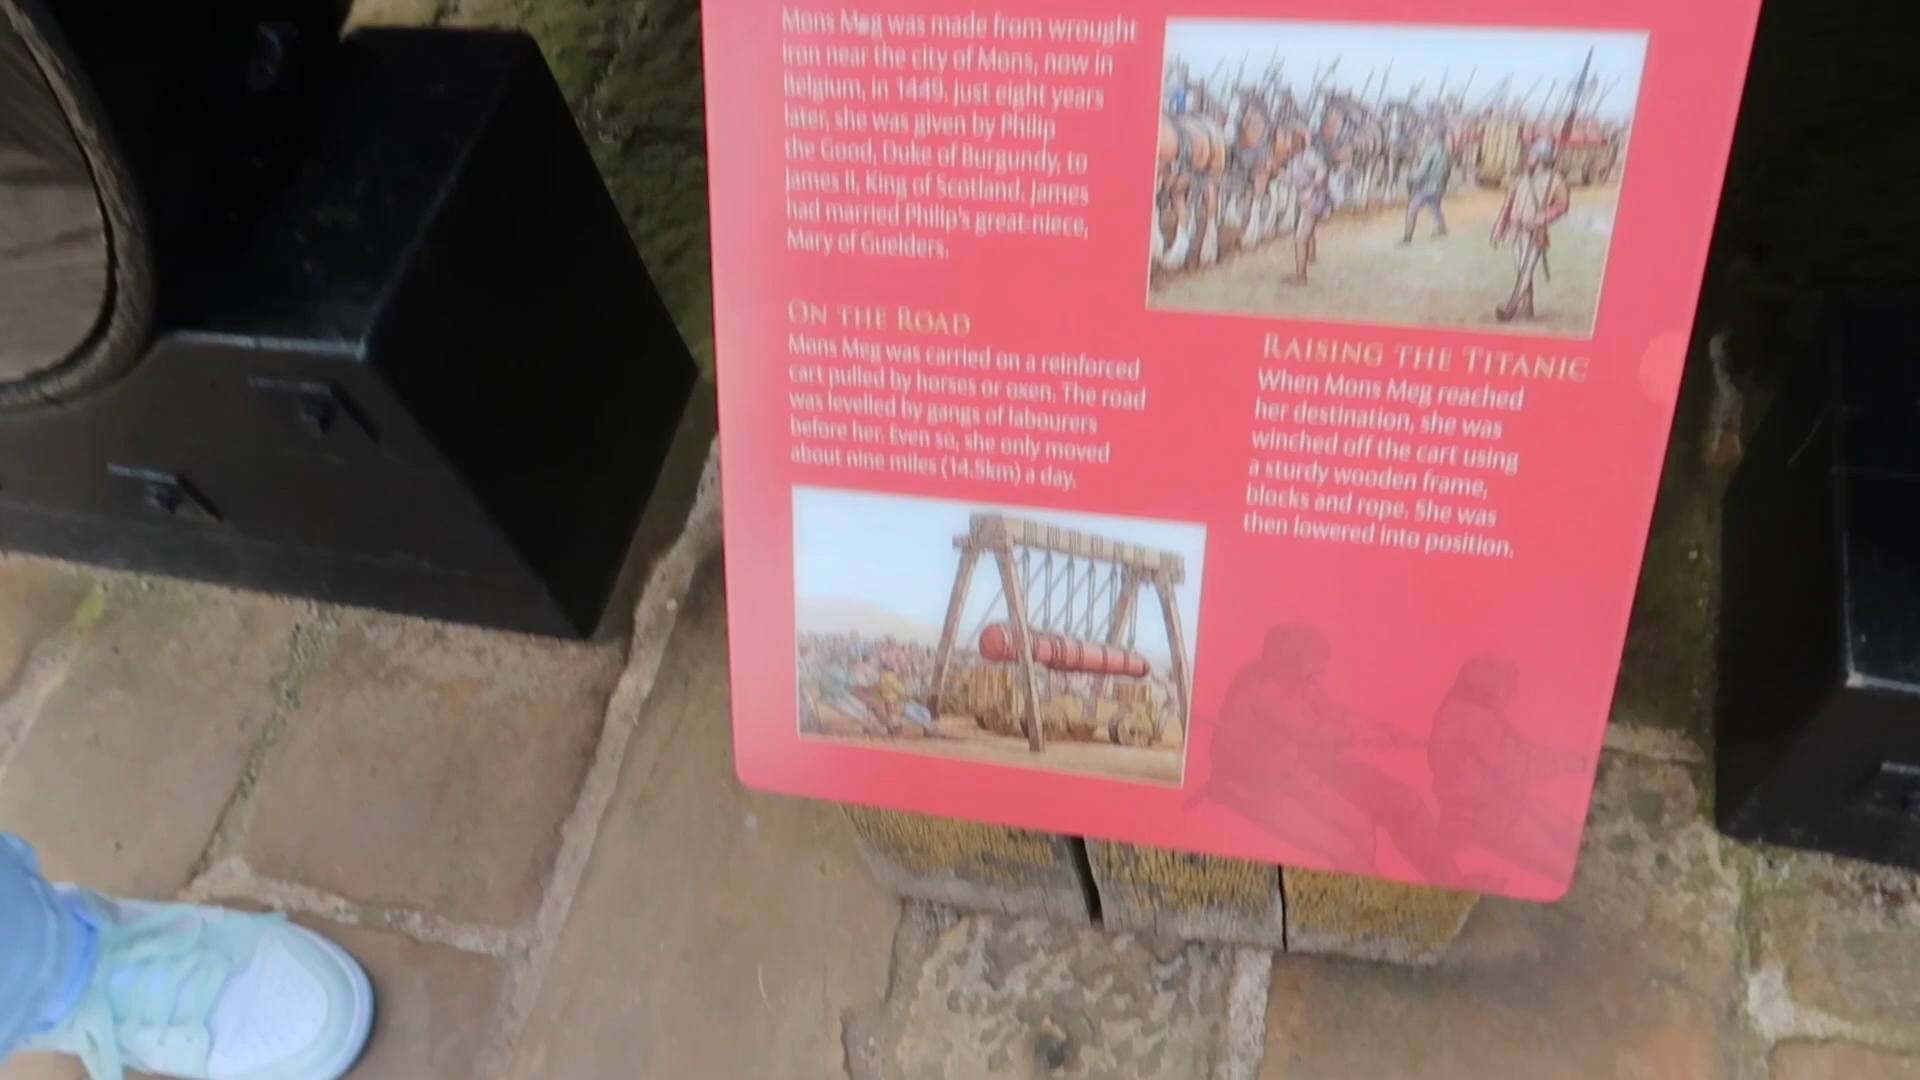 Mons Meg was made from wrought
iron near the city of Mons, now in
Belgium, in 1449. Just eight years
later, she was given by Philip
the Good, Duke of Burgundy, to
James II, King of Scotland. James
had married Philip's great-niece,
Mary of Guelders.
ON THE ROAD
Mons Meg was carried on a reinforced
cart pulled by horses or oxen. The road
was levelled by gangs of labourers
before her. Even so, she only moved
about nine miles (14.5km) a day.
RAISING THE TITANIC
When Mons Meg reached
her destination, she was
winched off the cart using
a sturdy wooden frame,
blocks and rope. She was
then lowered into position.